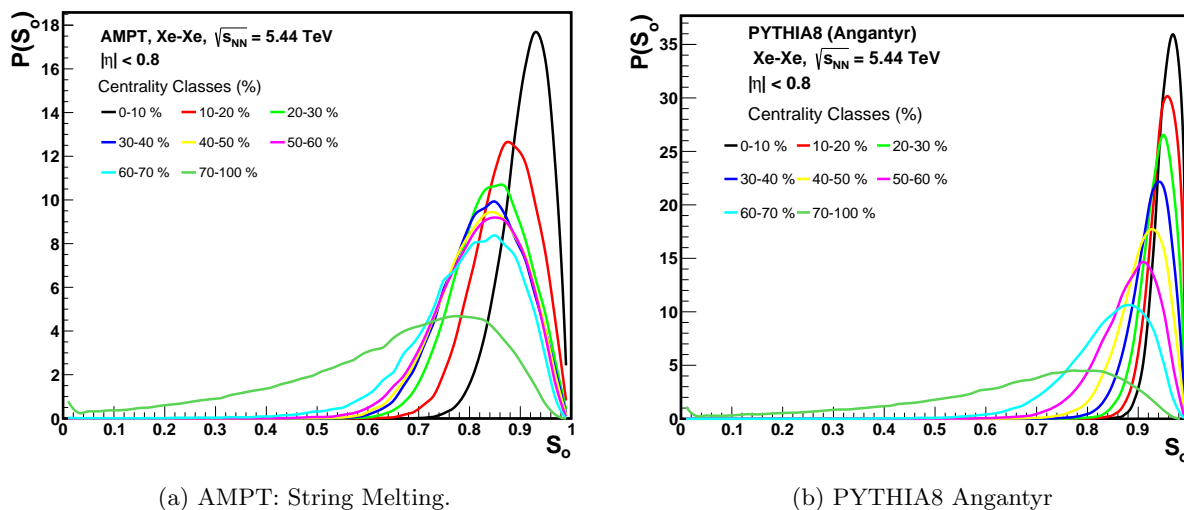 P(S₀)
18
16
14
12
10
8
6
4
2
0
AMPT, Xe-Xe, √sNN = 5.44 TeV
|η| < 0.8
Centrality Classes (%)
0-10 % 10-20 % 20-30 %
30-40 % 40-50 % 50-60 %
60-70 % 70-100 %
0 0.1 0.2 0.3 0.4 0.5 0.6 0.7 0.8 0.9 1
S₀
(a) AMPT: String Melting.
P(S₀)
35
30
25
20
15
10
5
0
PYTHIA8 (Angantyr)
Xe-Xe, √sNN = 5.44 TeV
|η| < 0.8
Centrality Classes (%)
0-10 % 10-20 % 20-30 %
30-40 % 40-50 % 50-60 %
60-70 % 70-100 %
0 0.1 0.2 0.3 0.4 0.5 0.6 0.7 0.8 0.9
S₀
(b) PYTHIA8 Angantyr